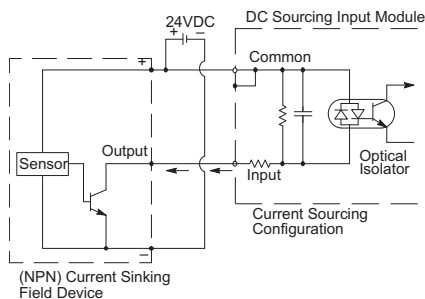 24VDC
+ −
DC Sourcing Input Module
+
Common
Sensor
Output
Input
Optical
Isolator
Current Sourcing
Configuration
−
(NPN) Current Sinking
Field Device